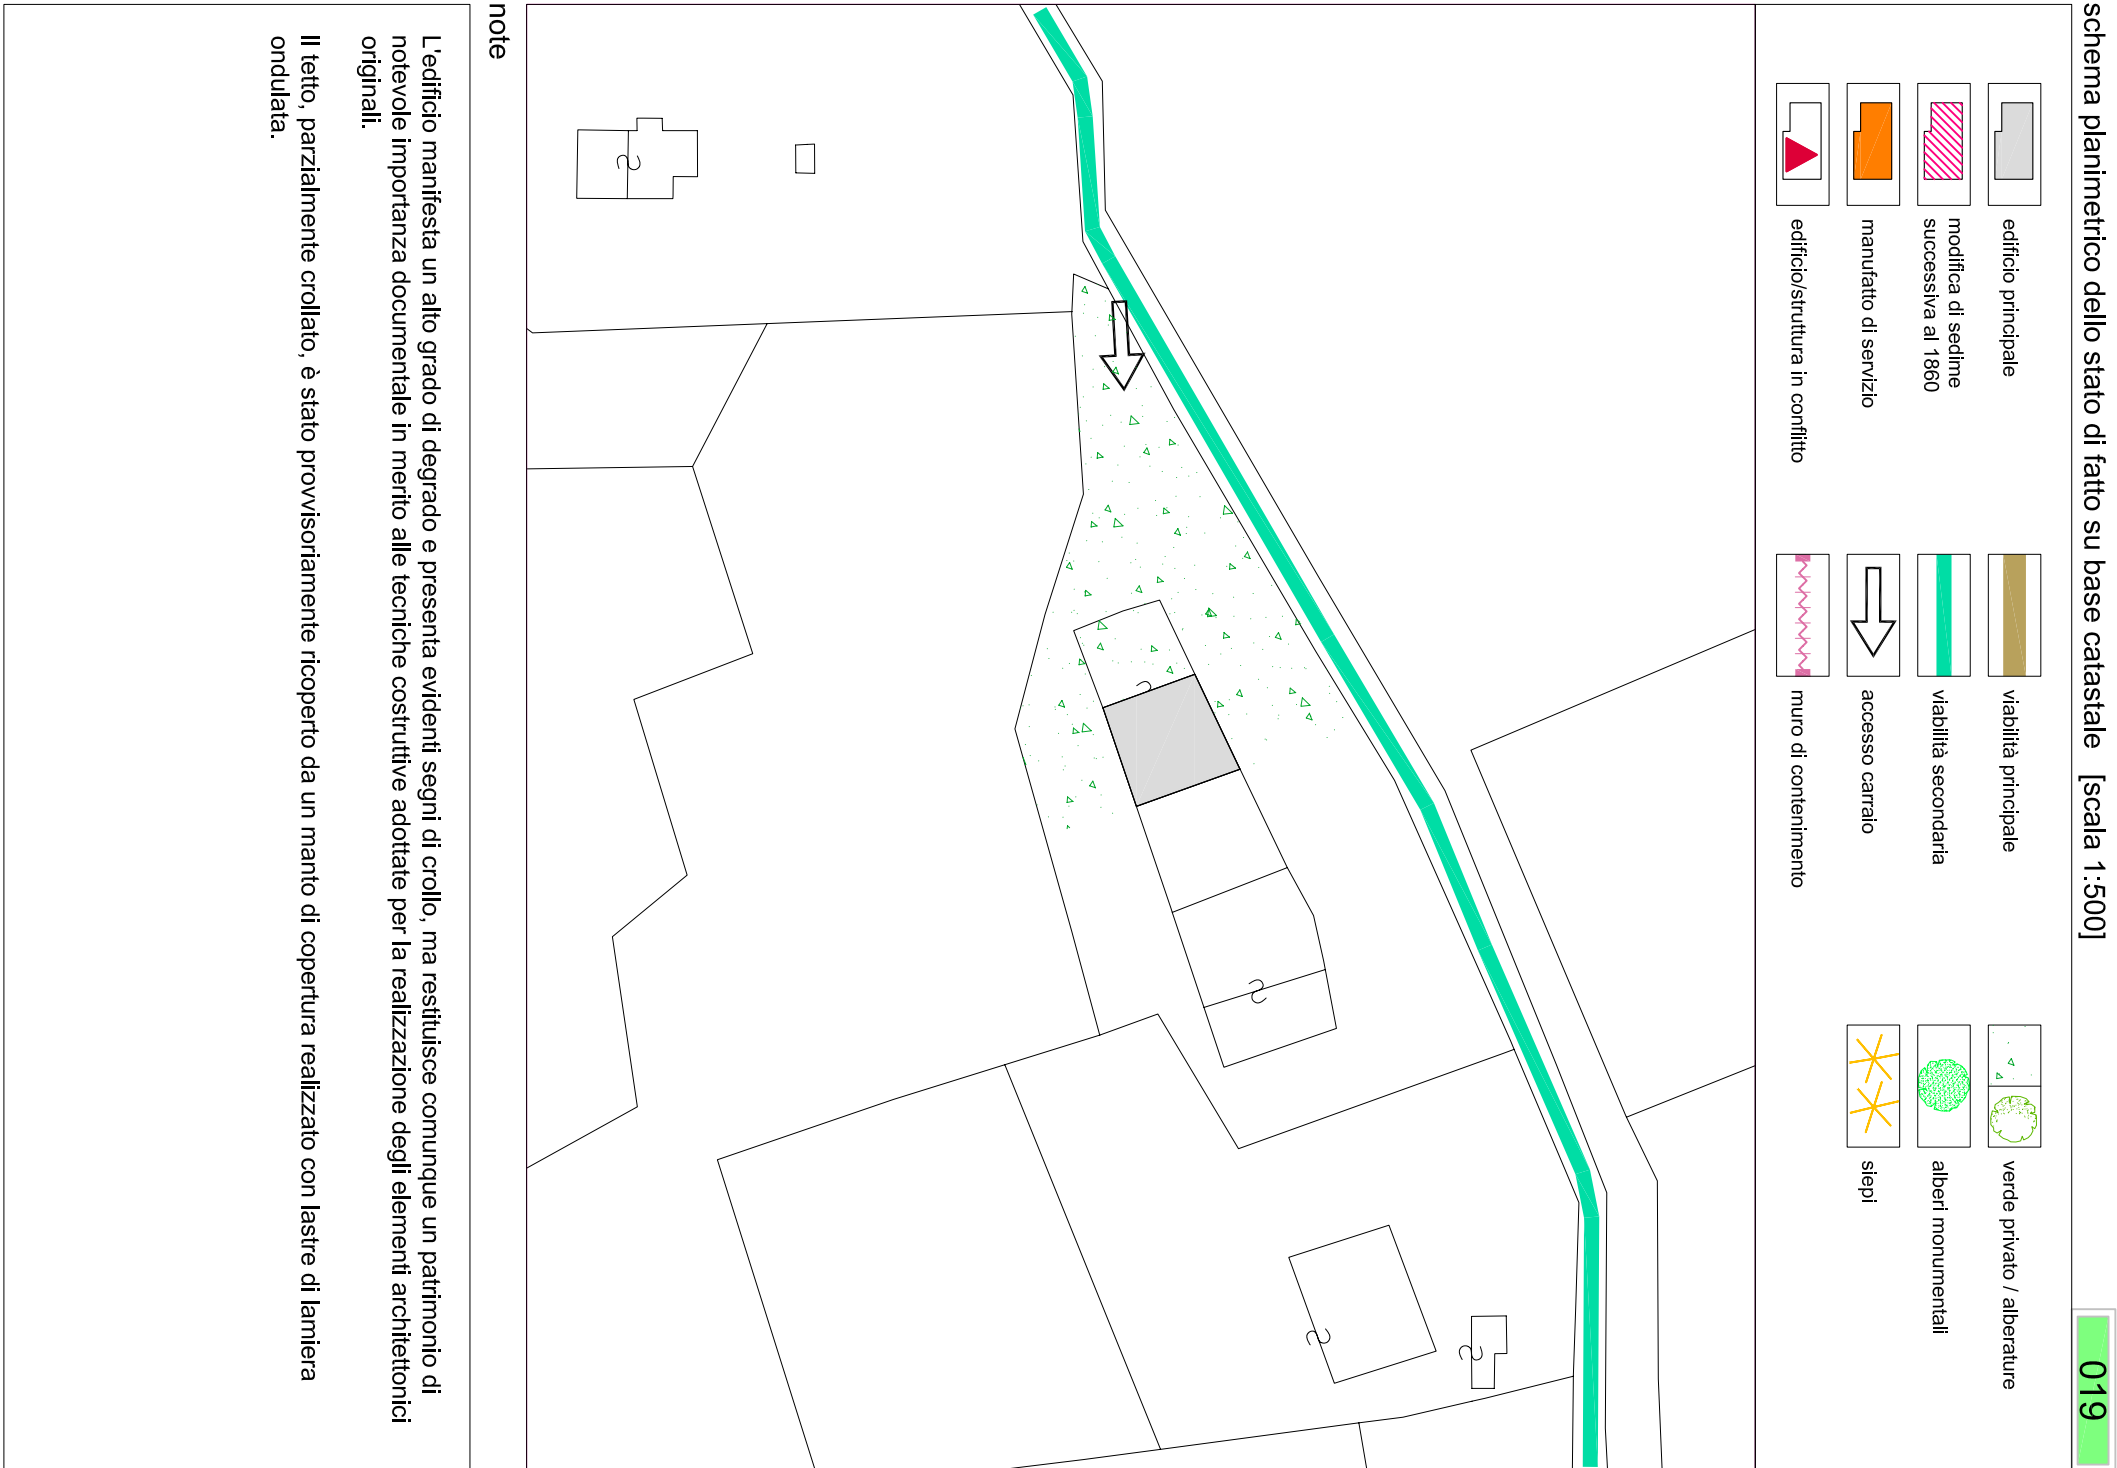 schema planimetrico dello stato di fatto su base catastale [scala 1:500]
019
edificio principale
modifica di sedime
successiva al 1860
manufatto di servizio
edificio/struttura in conflitto
viabilità principale
viabilità secondaria
accesso carraio
muro di contenimento
verde privato / alberature
alberi monumentali
siepi
note
L'edificio manifesta un alto grado di degrado e presenta evidenti segni di crollo, ma restituisce comunque un patrimonio di
notevole importanza documentale in merito alle tecniche costruttive adottate per la realizzazione degli elementi architettonici
originali.
Il tetto, parzialmente crollato, è stato provvisoriamente ricoperto da un manto di copertura realizzato con lastre di lamiera
ondulata.